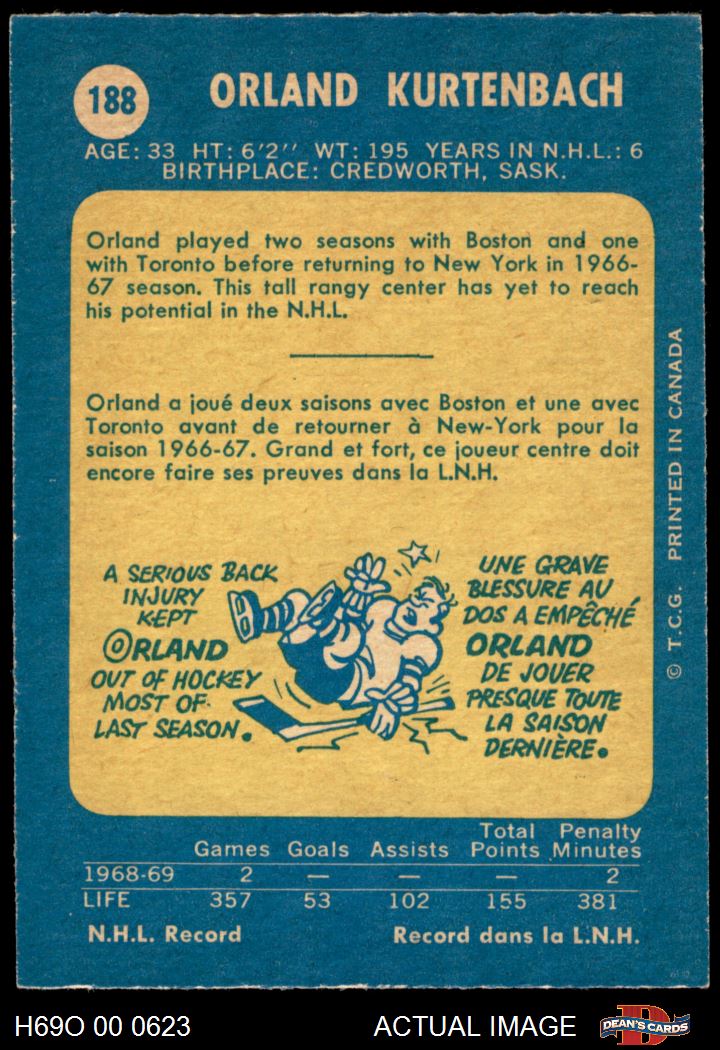 188
ORLAND KURTENBACH
AGE: 33 HT: 6'2'' WT: 195 YEARS IN N.H.L.: 6
BIRTHPLACE: CREDWORTH, SASK.
Orland played two seasons with Boston and one
with Toronto before returning to New York in 1966-
67 season. This tall rangy center has yet to reach
his potential in the N.H.L.
Orland a joué deux saisons avec Boston et une avec
Toronto avant de retourner à New-York pour la
saison 1966-67. Grand et fort, ce joueur centre doit
encore faire ses preuves dans la L.N.H.
A SERIOUS BACK
INJURY
KEPT
ORLAND
OUT OF HOCKEY
MOST OF
LAST SEASON.
UNE GRAVE
BLESSURE AU
DOS A EMPÊCHÉ
ORLAND
DE JOUER
PRESQUE TOUTE
LA SAISON
DERNIÈRE.
© T.C.G. PRINTED IN CANADA
Games Goals Assists Total Points Penalty Minutes
1968-69 2 — — — 2
LIFE 357 53 102 155 381
N.H.L. Record Record dans la L.N.H.
H69O 00 0623 ACTUAL IMAGE D DEAN'S CARDS